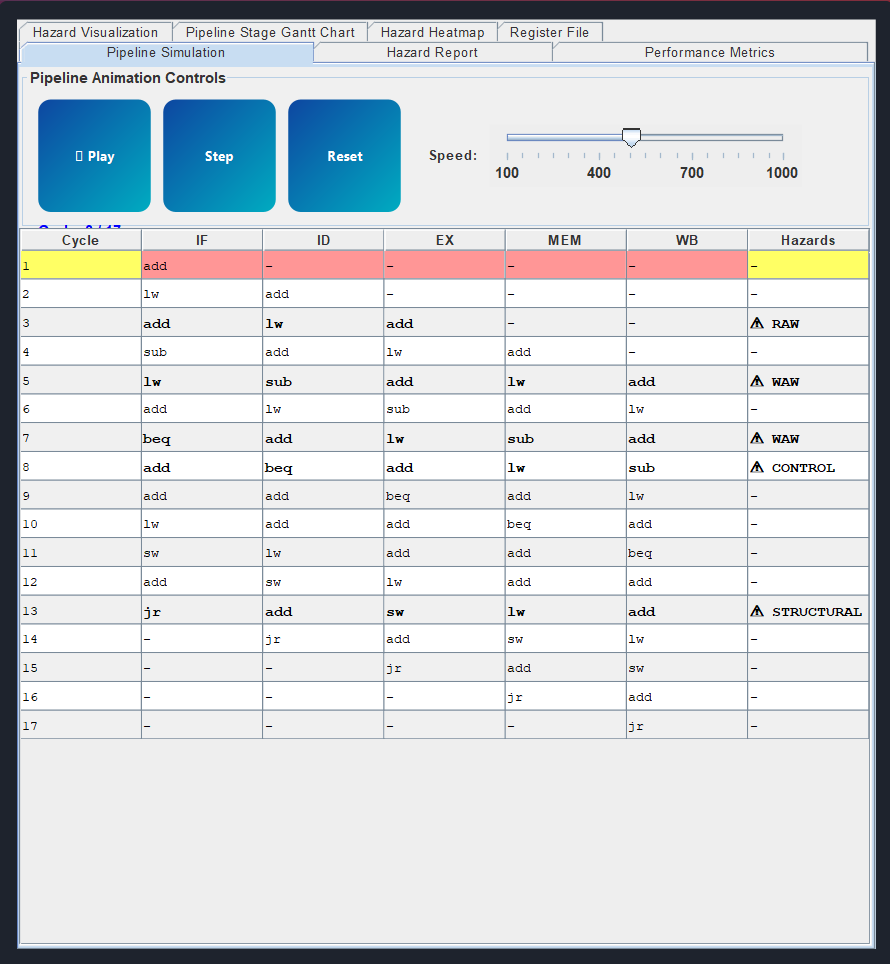 Hazard Visualization Pipeline Stage Gantt Chart Hazard Heatmap Register File
Pipeline Simulation Hazard Report Performance Metrics
Pipeline Animation Controls
▯ Play Step Reset Speed:
100 400 700 1000
Cycle IF ID EX MEM WB Hazards
1 add - - - - -
2 lw add - - - -
3 add lw add - - ⚠ RAW
4 sub add lw add - -
5 lw sub add lw add ⚠ WAW
6 add lw sub add lw -
7 beq add lw sub add ⚠ WAW
8 add beq add lw sub ⚠ CONTROL
9 add add beq add lw -
10 lw add add beq add -
11 sw lw add add beq -
12 add sw lw add add -
13 jr add sw lw add ⚠ STRUCTURAL
14 - jr add sw lw -
15 - - jr add sw -
16 - - - jr add -
17 - - - - jr -